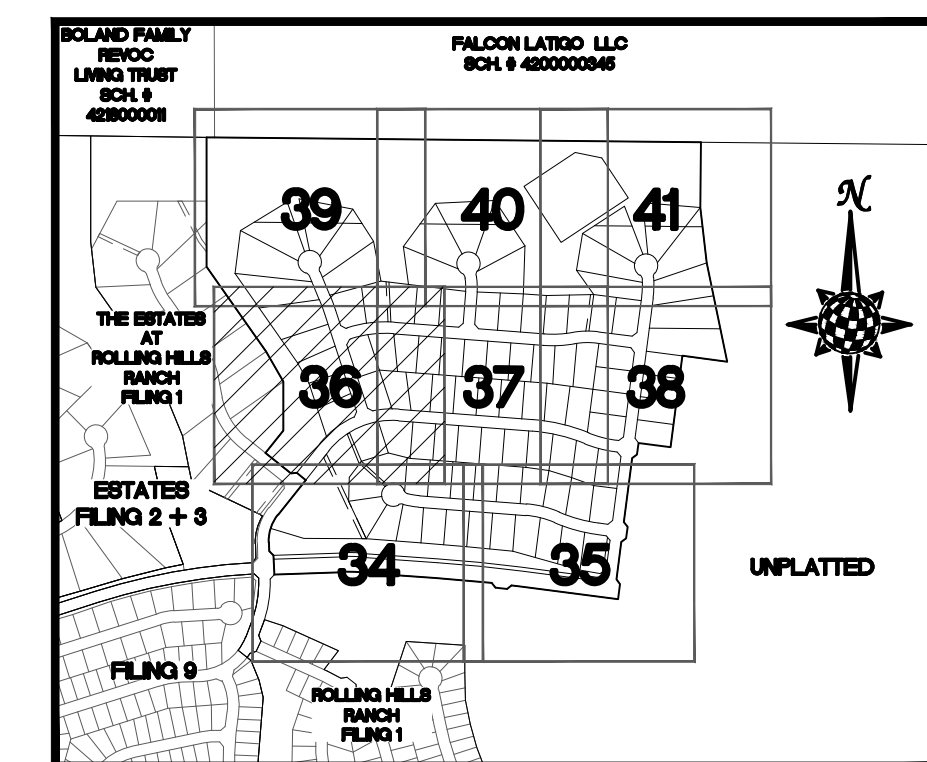 BOLAND FAMILY
REVOC
LIVING TRUST
SCH. #
4218000011
FALCON LATIGO LLC
SCH. # 4200000345
N
39
40
41
THE ESTATES
AT
ROLLING HILLS
RANCH
FILING 1
36
37
38
ESTATES
FILING 2 + 3
34
35
UNPLATTED
FILING 9
ROLLING HILLS
RANCH
FILING 1